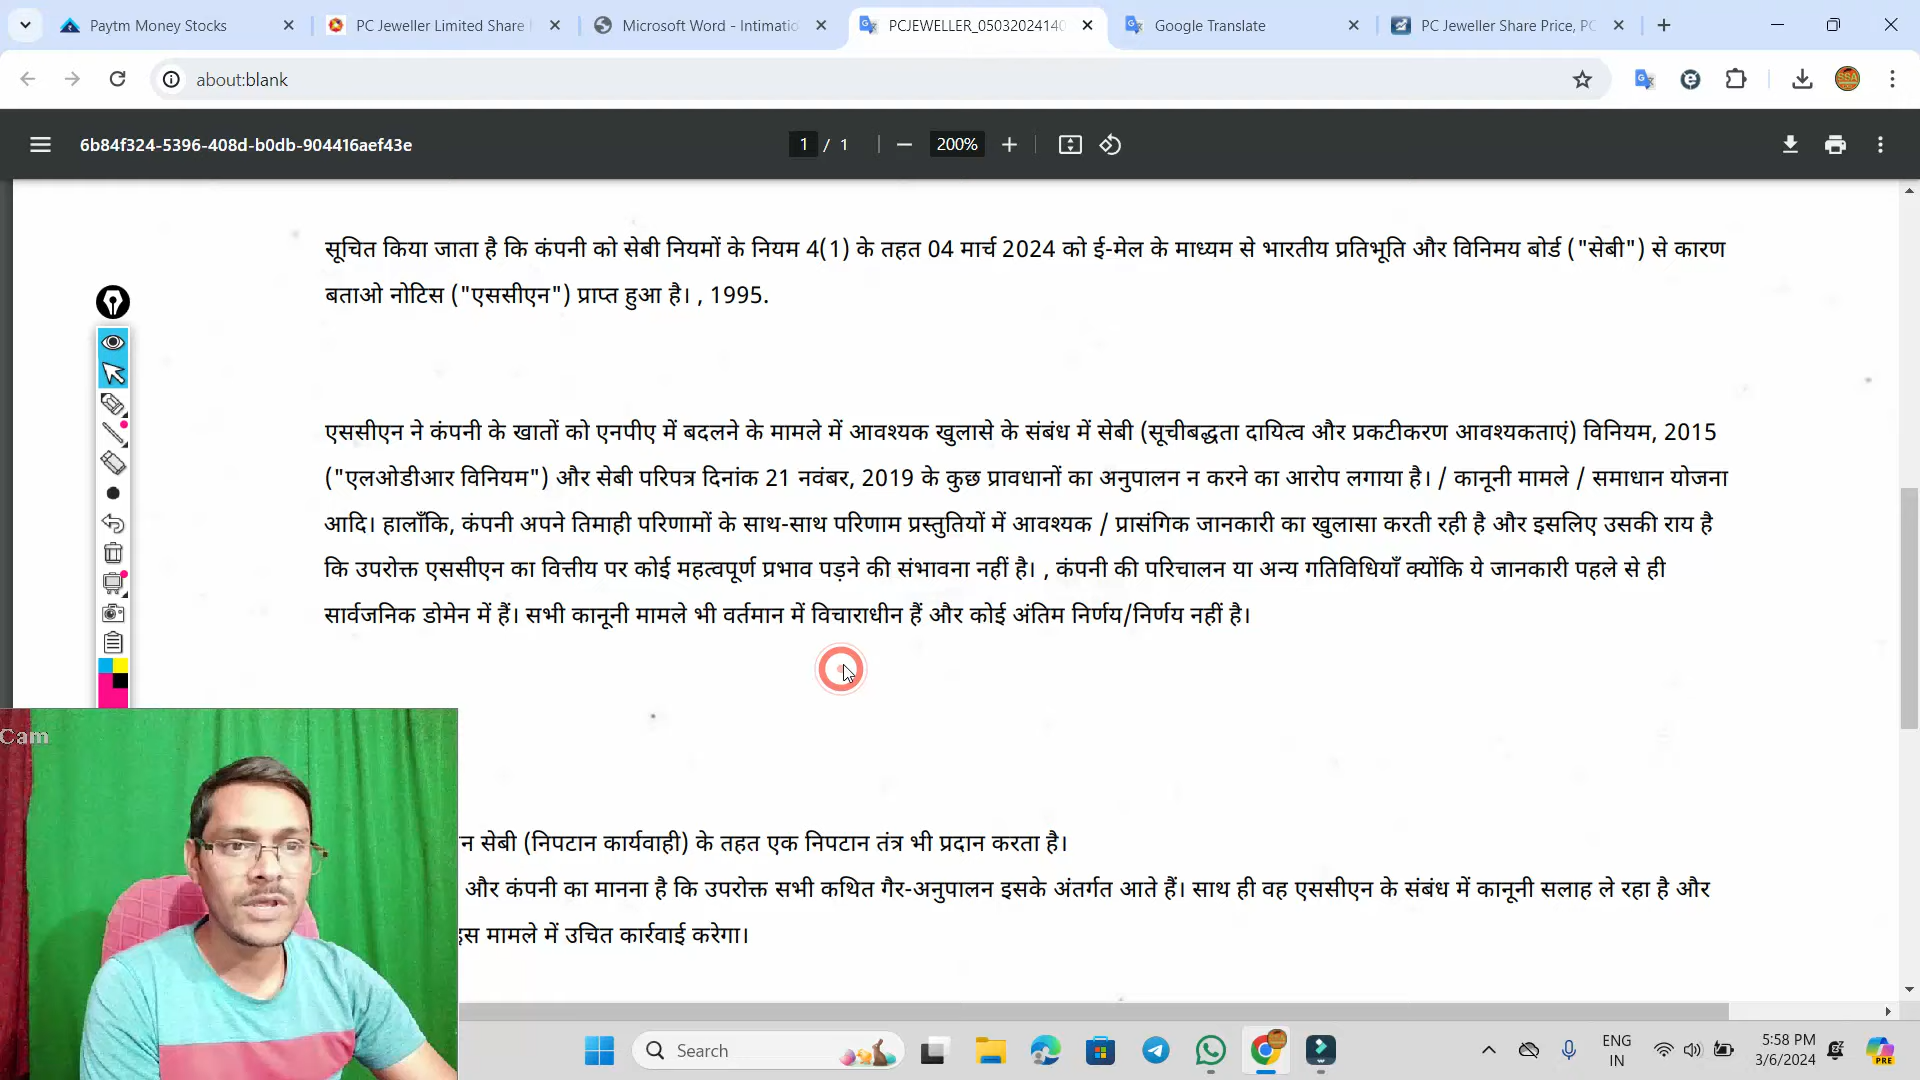 Paytm Money Stocks
PC Jeweller Limited Share
Microsoft Word - Intimatio
PCJEWELLER_05032024140
Google Translate
PC Jeweller Share Price, PC
about:blank
6b84f324-5396-408d-b0db-904416aef43e
1 / 1
200%
सूचित किया जाता है कि कंपनी को सेबी नियमों के नियम 4(1) के तहत 04 मार्च 2024 को ई-मेल के माध्यम से भारतीय प्रतिभूति और विनिमय बोर्ड ("सेबी") से कारण
बताओ नोटिस ("एससीएन") प्राप्त हुआ है। , 1995.
एससीएन ने कंपनी के खातों को एनपीए में बदलने के मामले में आवश्यक खुलासे के संबंध में सेबी (सूचीबद्धता दायित्व और प्रकटीकरण आवश्यकताएं) विनियम, 2015
("एलओडीआर विनियम") और सेबी परिपत्र दिनांक 21 नवंबर, 2019 के कुछ प्रावधानों का अनुपालन न करने का आरोप लगाया है। / कानूनी मामले / समाधान योजना
आदि। हालाँकि, कंपनी अपने तिमाही परिणामों के साथ-साथ परिणाम प्रस्तुतियों में आवश्यक / प्रासंगिक जानकारी का खुलासा करती रही है और इसलिए उसकी राय है
कि उपरोक्त एससीएन का वित्तीय पर कोई महत्वपूर्ण प्रभाव पड़ने की संभावना नहीं है। , कंपनी की परिचालन या अन्य गतिविधियाँ क्योंकि ये जानकारी पहले से ही
सार्वजनिक डोमेन में हैं। सभी कानूनी मामले भी वर्तमान में विचाराधीन हैं और कोई अंतिम निर्णय/निर्णय नहीं है।
Cam
न सेबी (निपटान कार्यवाही) के तहत एक निपटान तंत्र भी प्रदान करता है।
और कंपनी का मानना है कि उपरोक्त सभी कथित गैर-अनुपालन इसके अंतर्गत आते हैं। साथ ही वह एससीएन के संबंध में कानूनी सलाह ले रहा है और
मामले में उचित कार्रवाई करेगा।
Search
ENG
IN
5:58 PM
3/6/2024
PRE